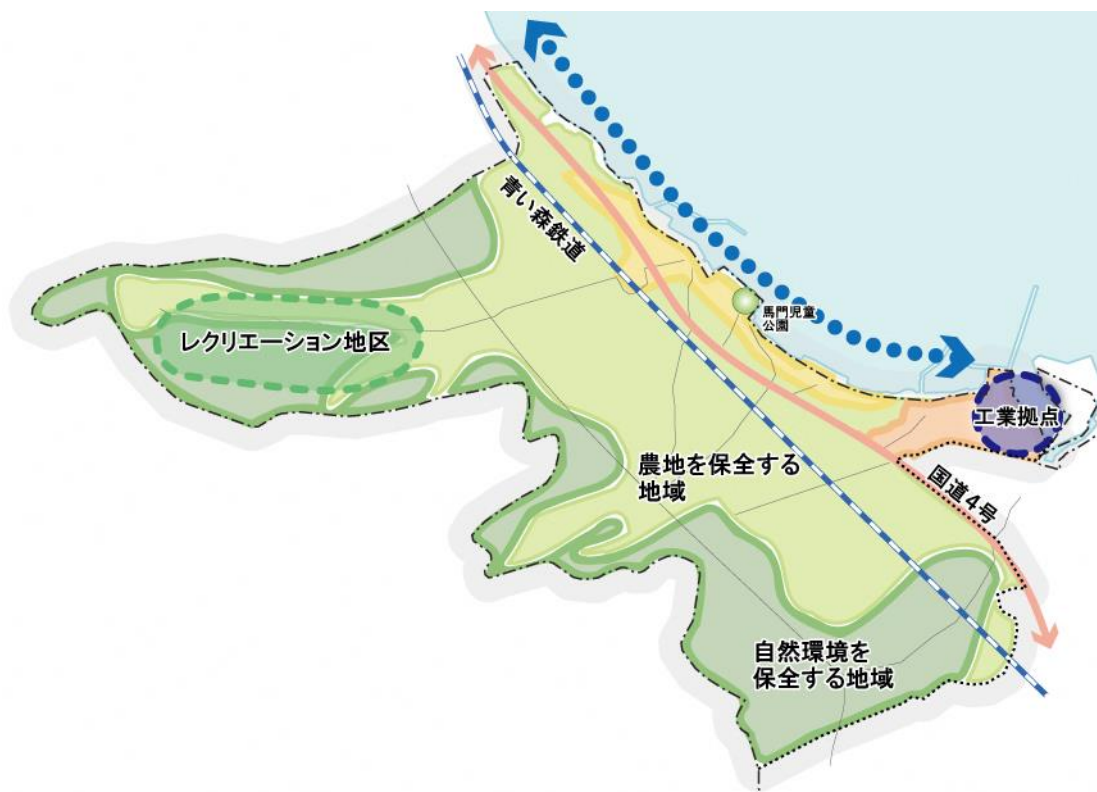 青い森鉄道
馬門児童
公園
レクリエーション地区
工業拠点
農地を保全する
地域
国道4号
自然環境を
保全する地域